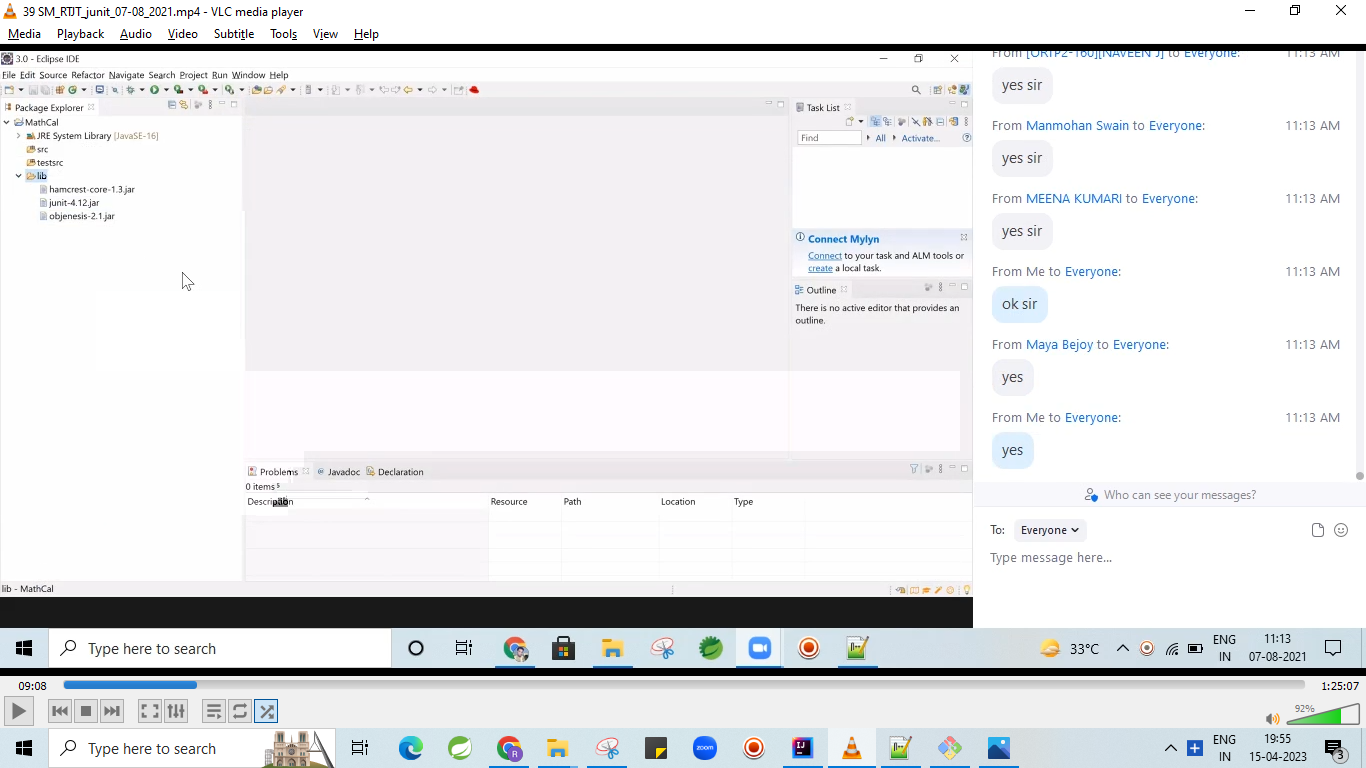 39 SM_RTJT_junit_07-08_2021.mp4 - VLC media player
Media Playback Audio Video Subtitle Tools View Help
3.0 - Eclipse IDE
File Edit Source Refactor Navigate Search Project Run Window Help
Package Explorer
MathCal
JRE System Library [JavaSE-16]
src
testsrc
lib
hamcrest-core-1.3.jar
junit-4.12.jar
objenesis-2.1.jar
Task List
Find All Activate...
Connect Mylyn
Connect to your task and ALM tools or
create a local task.
Outline
There is no active editor that provides an
outline.
Problems Javadoc Declaration
0 items
Description Resource Path Location Type
lib - MathCal
From [ORTP2-160][NAVEEN J] to Everyone: 11:13 AM
yes sir
From Manmohan Swain to Everyone: 11:13 AM
yes sir
From MEENA KUMARI to Everyone: 11:13 AM
yes sir
From Me to Everyone: 11:13 AM
ok sir
From Maya Bejoy to Everyone: 11:13 AM
yes
From Me to Everyone: 11:13 AM
yes
Who can see your messages?
To: Everyone
Type message here...
Type here to search
33°C
ENG
IN
11:13
07-08-2021
09:08
1:25:07
92%
Type here to search
zoom
ENG
IN
19:55
15-04-2023
3